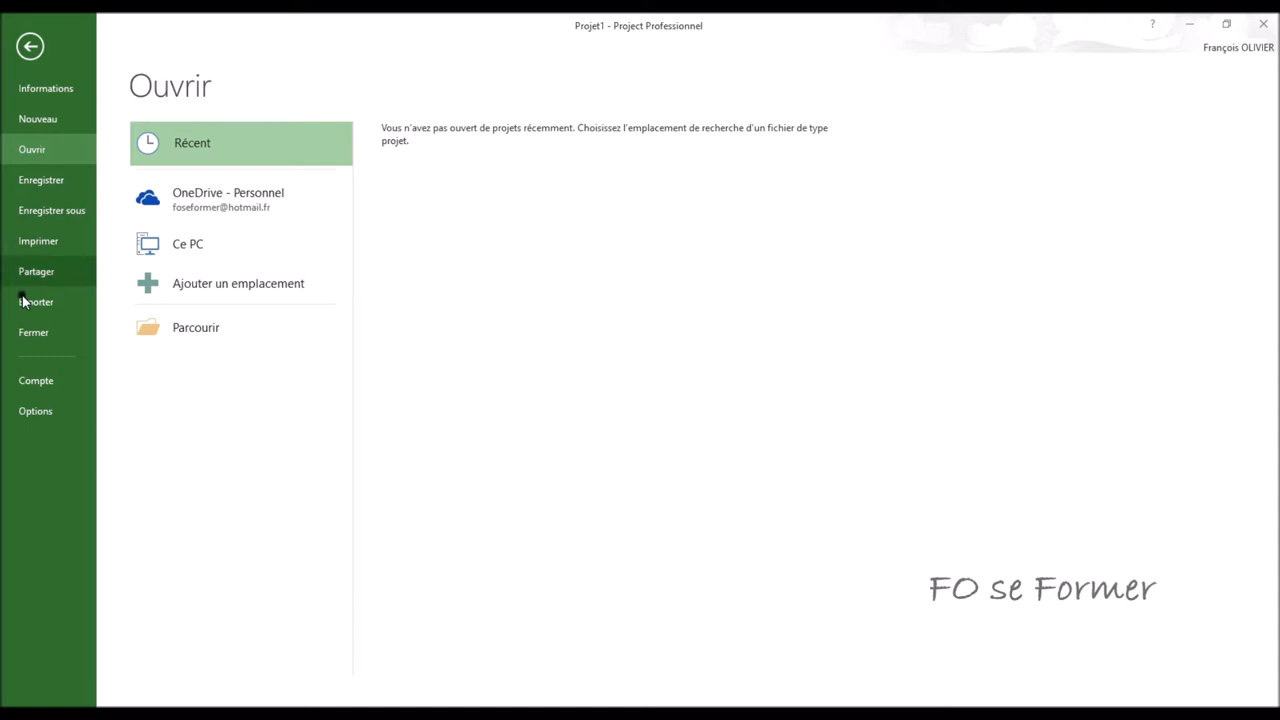 Projet1 - Project Professionnel
?
François OLIVIER
Informations
Nouveau
Ouvrir
Enregistrer
Enregistrer sous
Imprimer
Partager
Fermer
Compte
Options
Ouvrir
Récent
OneDrive - Personnel
foseformer@hotmail.fr
Ce PC
Ajouter un emplacement
Parcourir
Vous n'avez pas ouvert de projets récemment. Choisissez l'emplacement de recherche d'un fichier de type
projet.
FO se Former